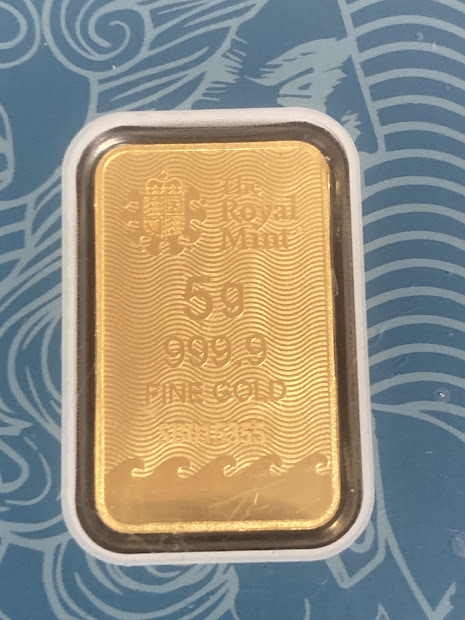 The
Royal
Mint
5g
999.9
FINE GOLD